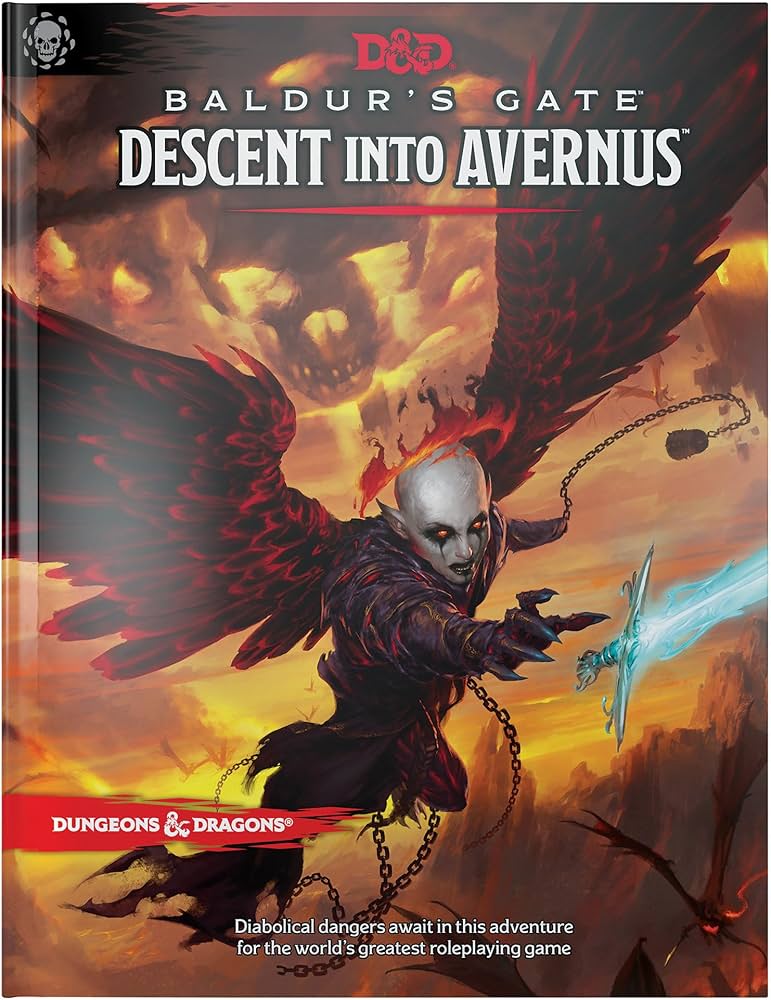 D&D
BALDUR'S GATE™
DESCENT INTO AVERNUS™
DUNGEONS & DRAGONS®
Diabolical dangers await in this adventure
for the world's greatest roleplaying game